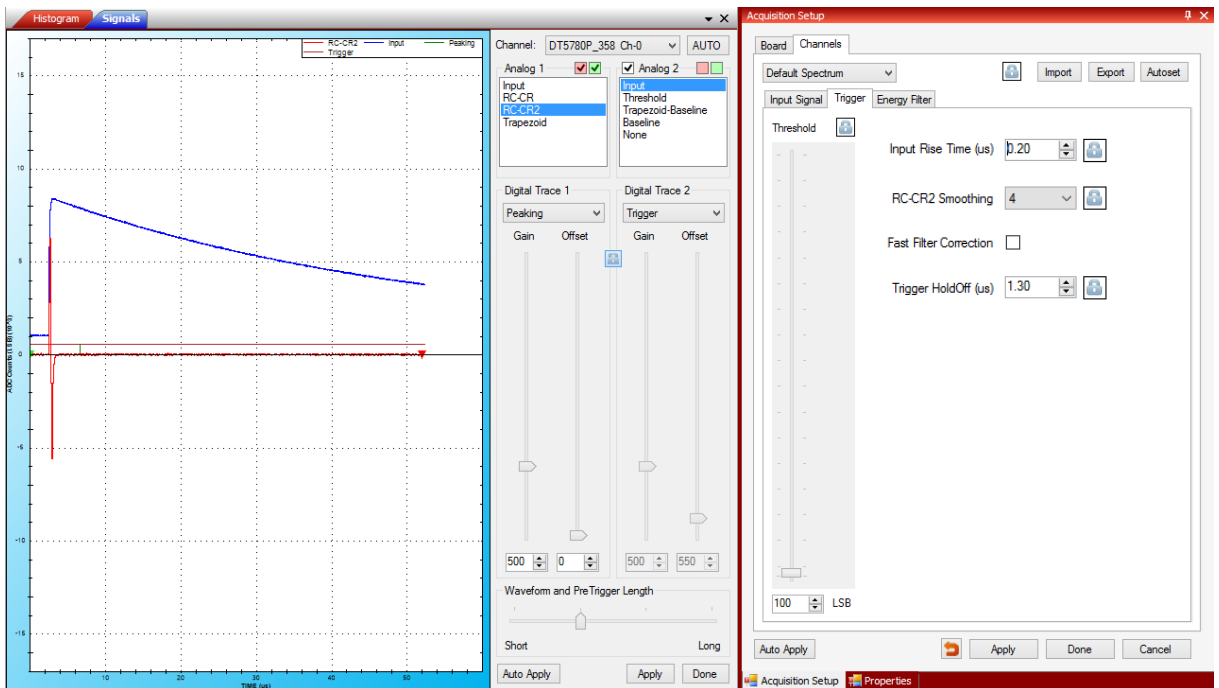 Histogram
Signals
RC-CR2 Input Peaking
Trigger
15
10
5
0
-5
-10
-15
ADC Counts (LSB) (10^3)
10 20 30 40 50
TIME (us)
Channel: DT5780P_358 Ch-0 AUTO
Analog 1
Input
RC-CR
RC-CR2
Trapezoid
Analog 2
Input
Threshold
Trapezoid-Baseline
Baseline
None
Digital Trace 1
Peaking
Gain Offset
500 0
Digital Trace 2
Trigger
Gain Offset
500 550
Waveform and PreTrigger Length
Short Long
Auto Apply Apply Done
Acquisition Setup
Board Channels
Default Spectrum Import Export Autoset
Input Signal Trigger Energy Filter
Threshold
Input Rise Time (us) 0.20
RC-CR2 Smoothing 4
Fast Filter Correction
Trigger HoldOff (us) 1.30
100 LSB
Auto Apply Apply Done Cancel
Acquisition Setup Properties